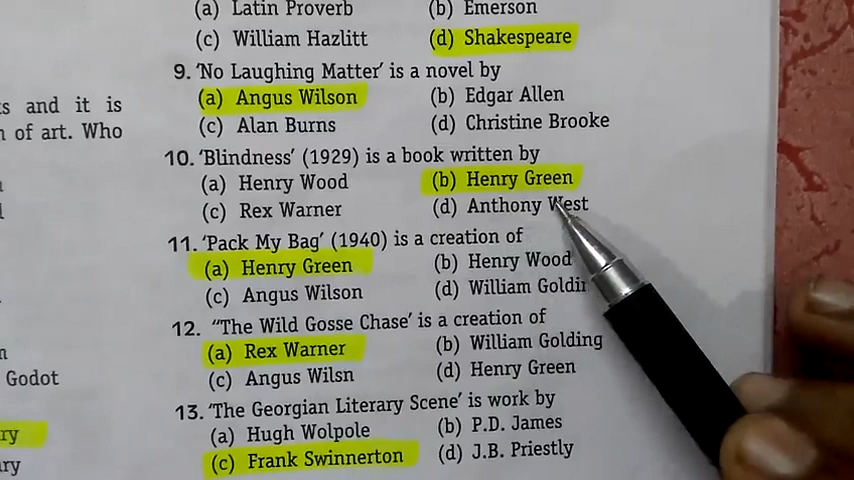 (a) Latin Proverb (b) Emerson
(c) William Hazlitt (d) Shakespeare
9. 'No Laughing Matter' is a novel by
(a) Angus Wilson (b) Edgar Allen
(c) Alan Burns (d) Christine Brooke
10. 'Blindness' (1929) is a book written by
(a) Henry Wood (b) Henry Green
(c) Rex Warner (d) Anthony West
11. 'Pack My Bag' (1940) is a creation of
(a) Henry Green (b) Henry Wood
(c) Angus Wilson (d) William
12. "The Wild Gosse Chase' is a creation of
(a) Rex Warner (b) William Golding
(c) Angus Wilsn (d) Henry Green
13. 'The Georgian Literary Scene' is work by
(a) Hugh Wolpole (b) P.D. James
(c) Frank Swinnerton (d) J.B. Priestly
and it is
of art. Who
Godot